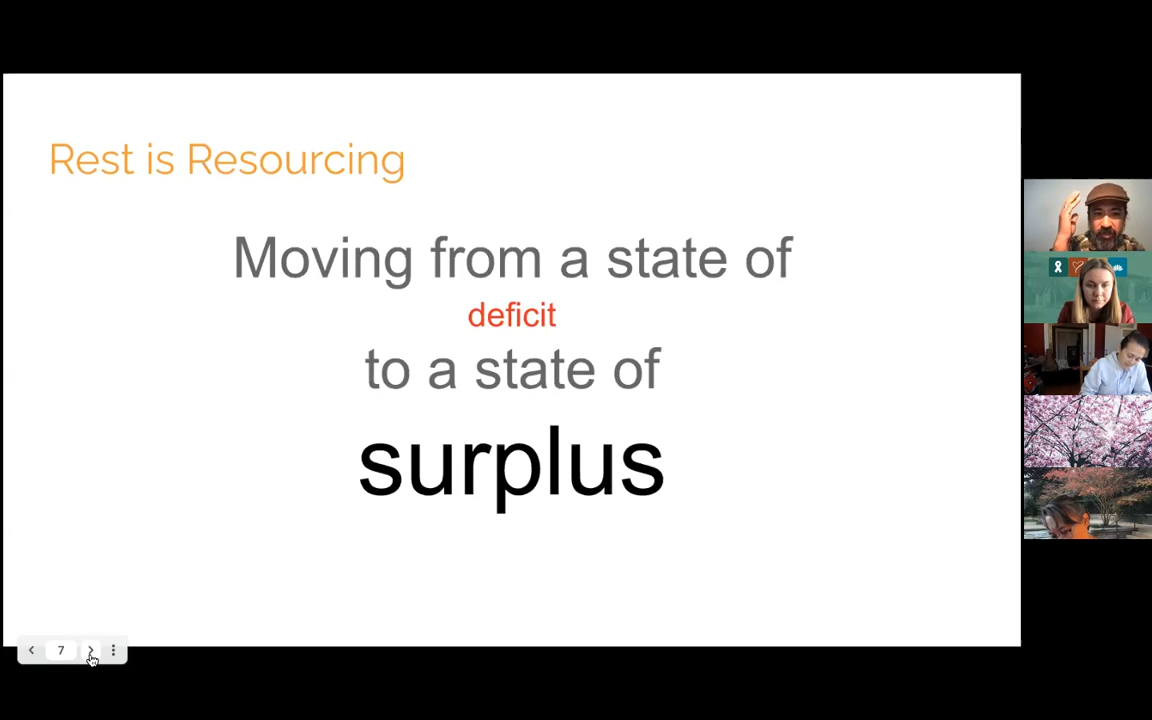 Rest is Resourcing
Moving from a state of
deficit
to a state of
surplus
7